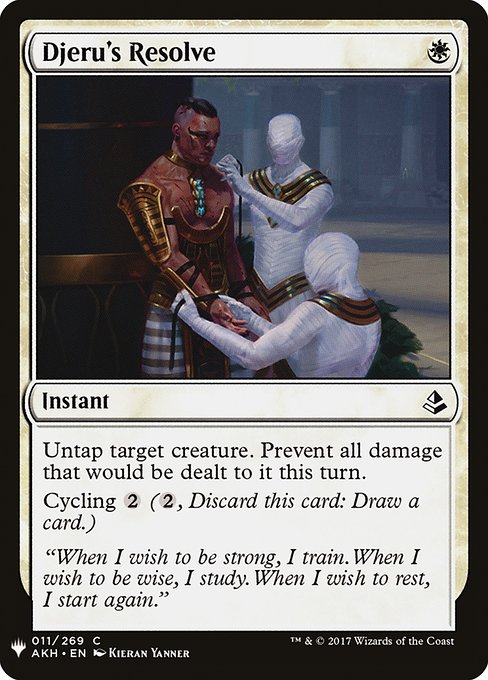 Djeru's Resolve
Instant
Untap target creature. Prevent all damage
that would be dealt to it this turn.
Cycling 2 (2, Discard this card: Draw a
card.)
“When I wish to be strong, I train. When I
wish to be wise, I study. When I wish to rest,
I start again.”
011/269 C
™ & © 2017 Wizards of the Coast
AKH • EN Kieran Yanner